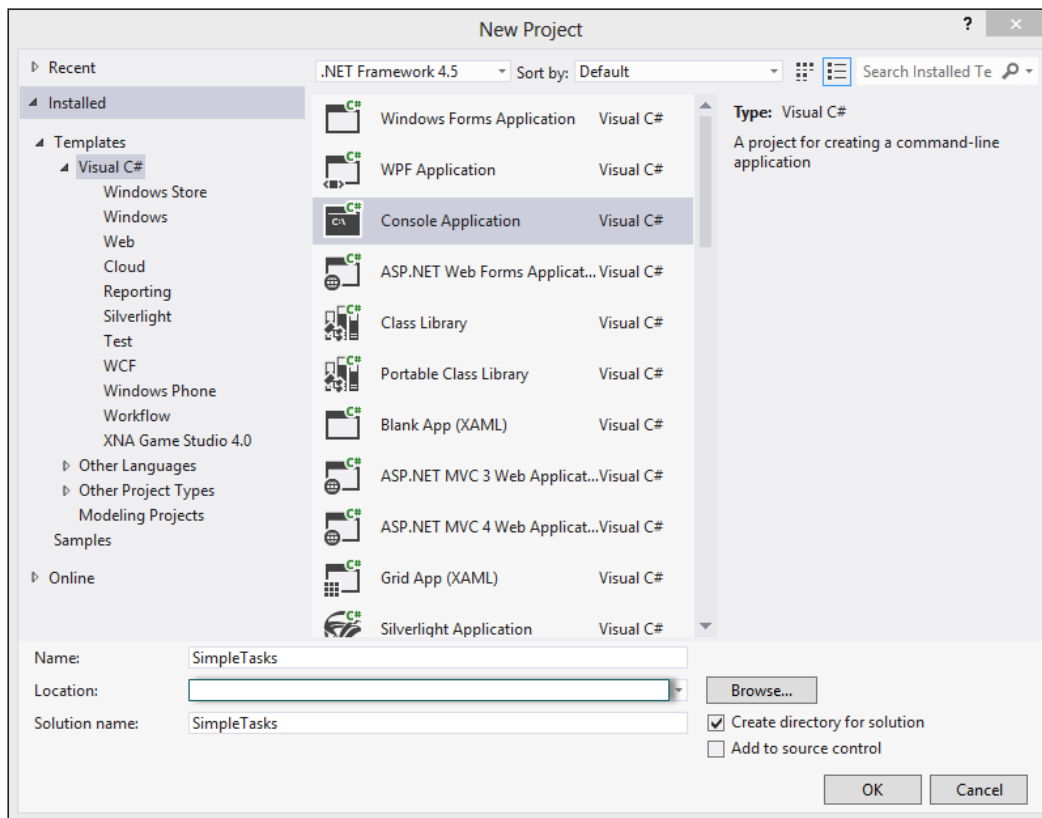 New Project
?
Recent
Installed
Templates
Visual C#
Windows Store
Windows
Web
Cloud
Reporting
Silverlight
Test
WCF
Windows Phone
Workflow
XNA Game Studio 4.0
Other Languages
Other Project Types
Modeling Projects
Samples
Online
.NET Framework 4.5
Sort by: Default
Search Installed Te
C# Windows Forms Application Visual C#
C# WPF Application Visual C#
C# C:\ Console Application Visual C#
C# ASP.NET Web Forms Applicat... Visual C#
C# Class Library Visual C#
C# Portable Class Library Visual C#
C# Blank App (XAML) Visual C#
C# ASP.NET MVC 3 Web Applicat... Visual C#
C# ASP.NET MVC 4 Web Applicat... Visual C#
C# Grid App (XAML) Visual C#
C# Silverlight Application Visual C#
Type: Visual C#
A project for creating a command-line
application
Name: SimpleTasks
Location:
Browse...
Solution name: SimpleTasks
Create directory for solution
Add to source control
OK Cancel